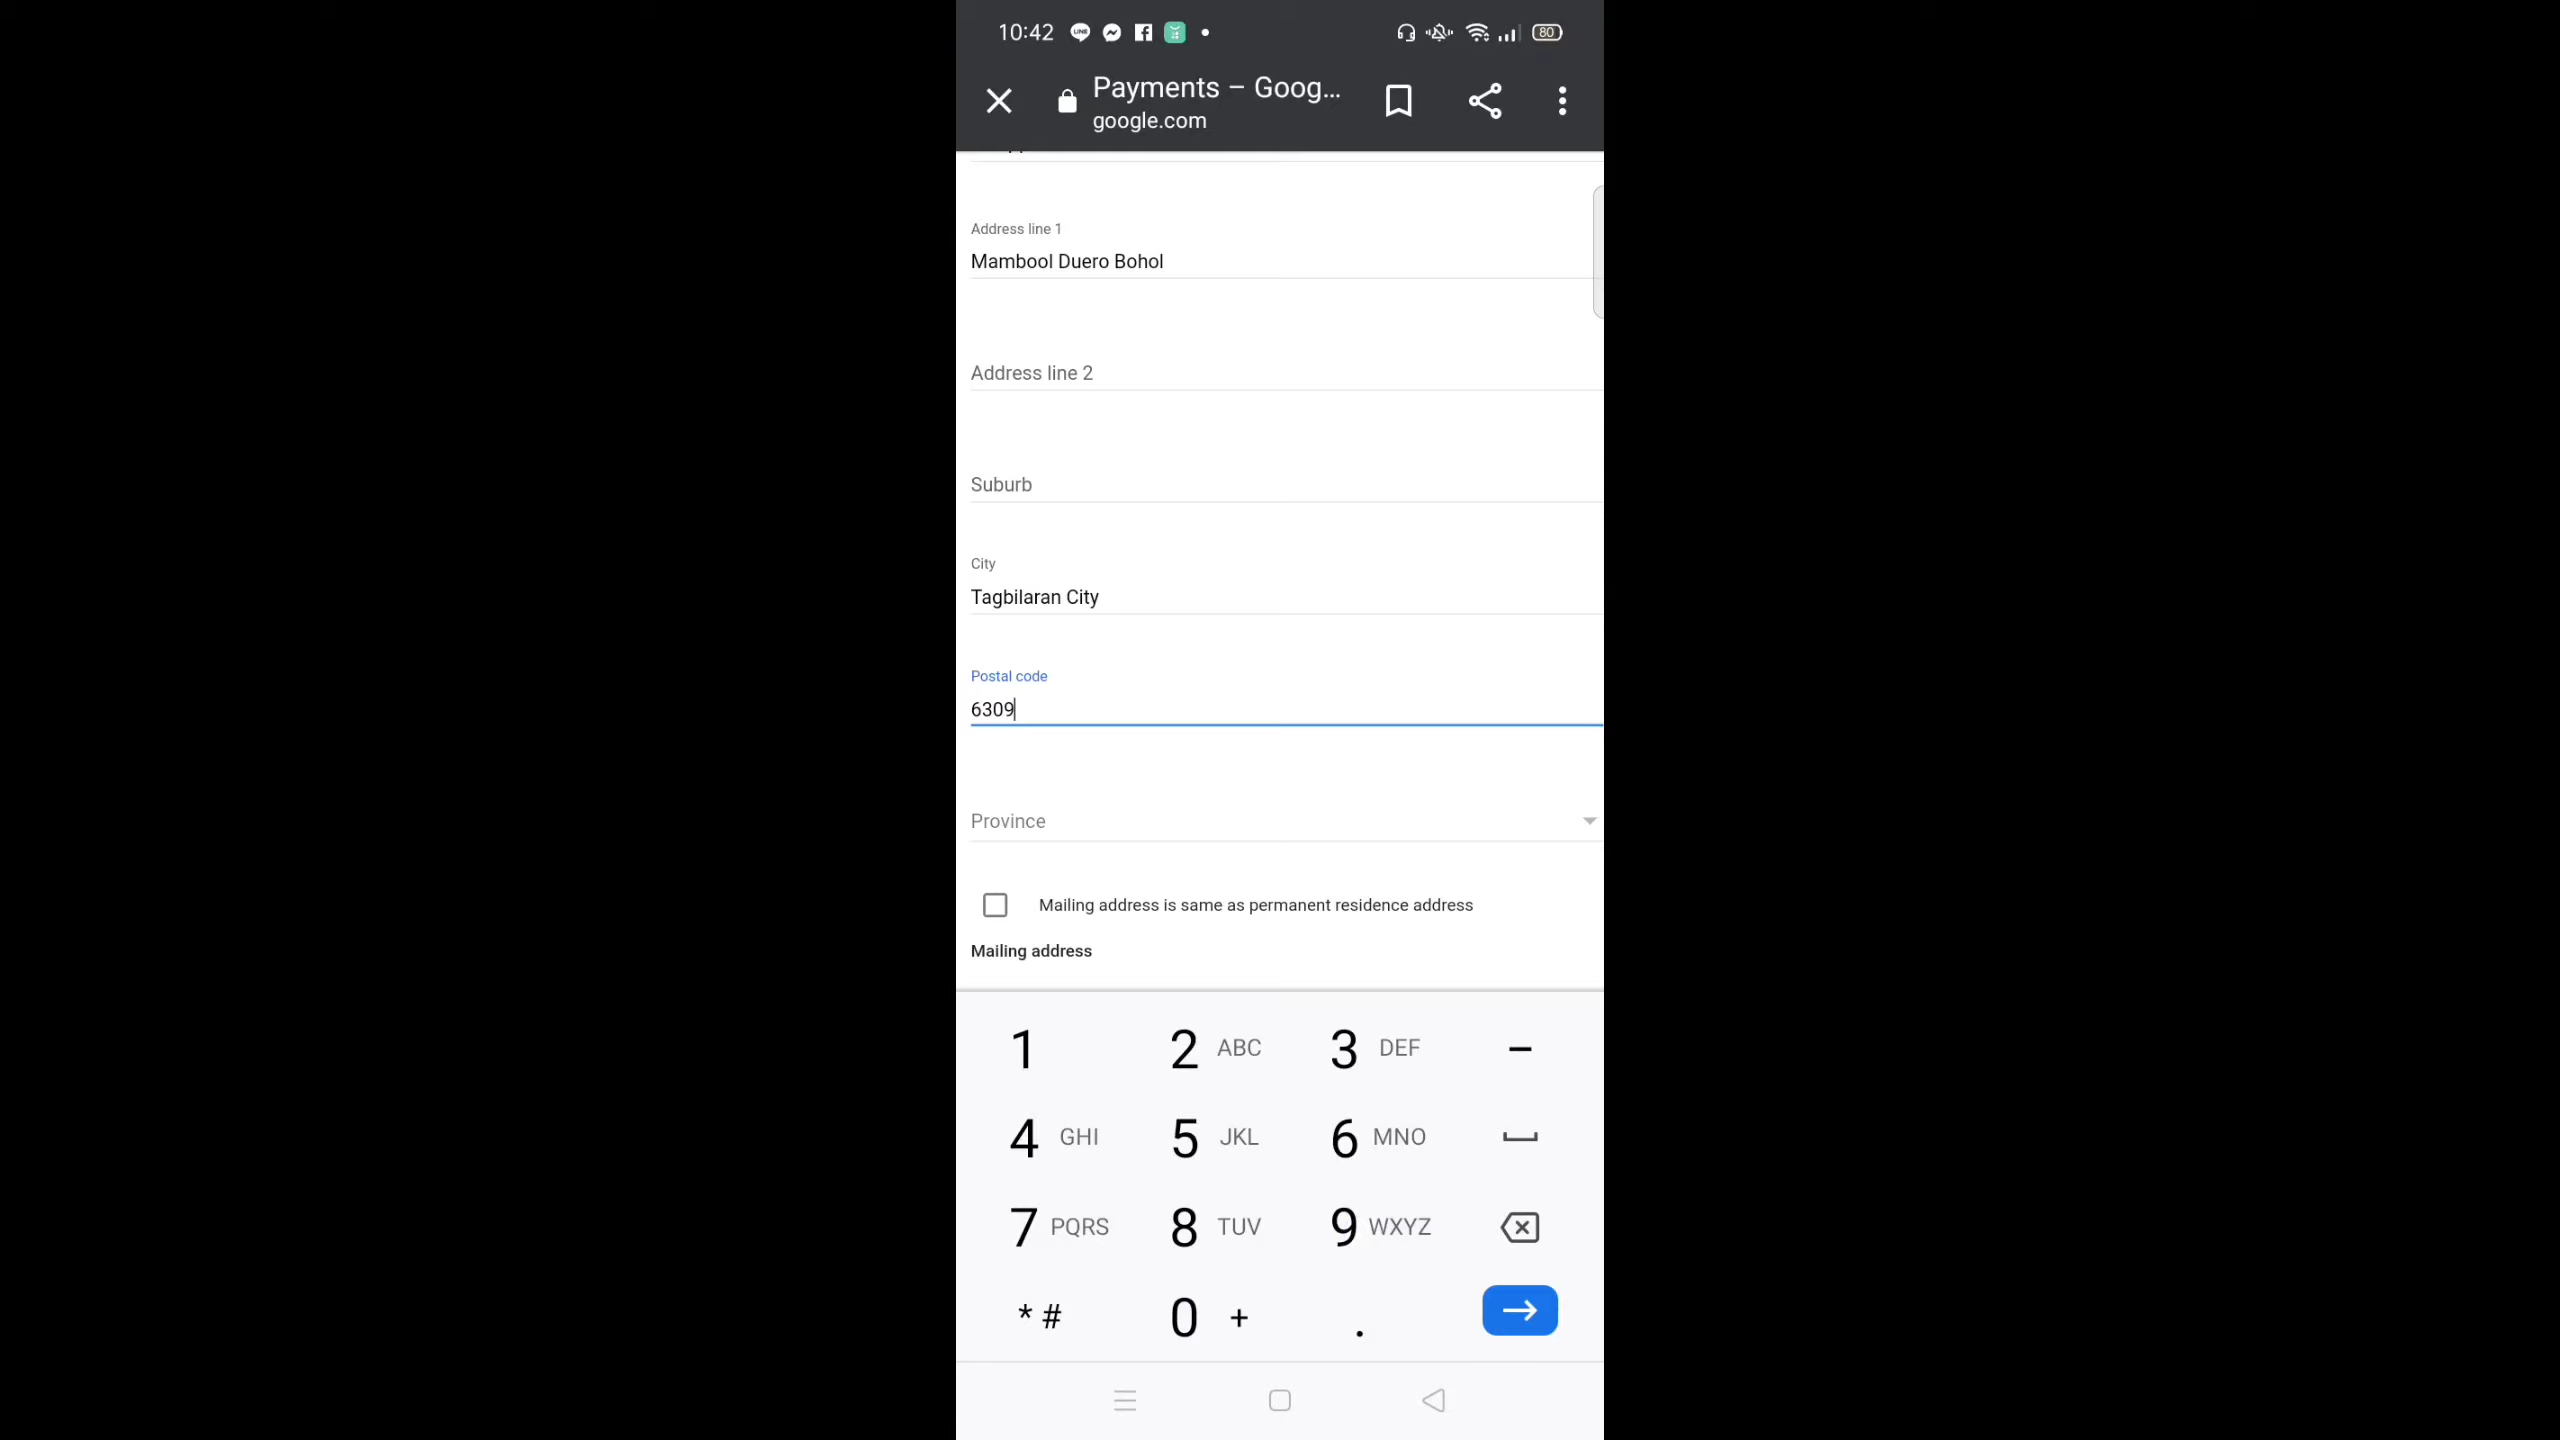 10:42
80
Payments – Goog...
google.com
Address line 1
Mambool Duero Bohol
Address line 2
Suburb
City
Tagbilaran City
Postal code
6309
Province
Mailing address is same as permanent residence address
Mailing address
1 2 ABC 3 DEF –
4 GHI 5 JKL 6 MNO
7 PQRS 8 TUV 9 WXYZ
* # 0 + .